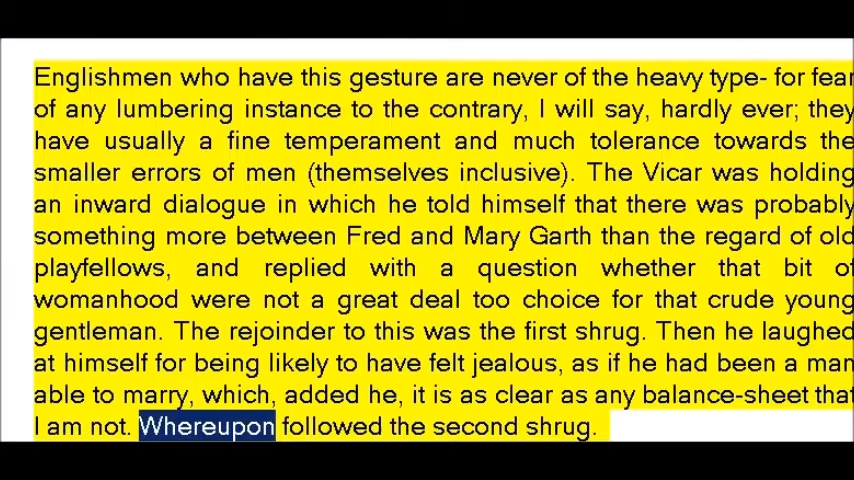 Englishmen who have this gesture are never of the heavy type- for fear
of any lumbering instance to the contrary, I will say, hardly ever; they
have usually a fine temperament and much tolerance towards the
smaller errors of men (themselves inclusive). The Vicar was holding
an inward dialogue in which he told himself that there was probably
something more between Fred and Mary Garth than the regard of old
playfellows, and replied with a question whether that bit of
womanhood were not a great deal too choice for that crude young
gentleman. The rejoinder to this was the first shrug. Then he laughed
at himself for being likely to have felt jealous, as if he had been a man
able to marry, which, added he, it is as clear as any balance-sheet that
I am not. Whereupon followed the second shrug.